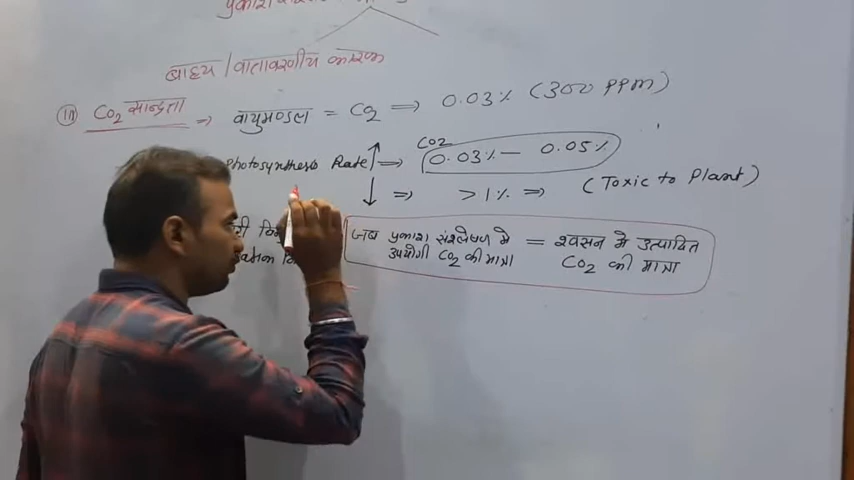 बाह्य / वातावरणीय कारक
(iii) CO2 सान्द्रता ⇒ वायुमण्डल = CO2 ⇒ 0.03% (300 ppm)
Photosynthesis Rate ↑ ⇒ CO2 0.03% — 0.05%
↓ ⇒ >1% ⇒ (Toxic to Plant)
जब प्रकाश संश्लेषण मे = श्वसन मे उत्पादित
उपयोगी CO2 की मात्रा CO2 की मात्रा